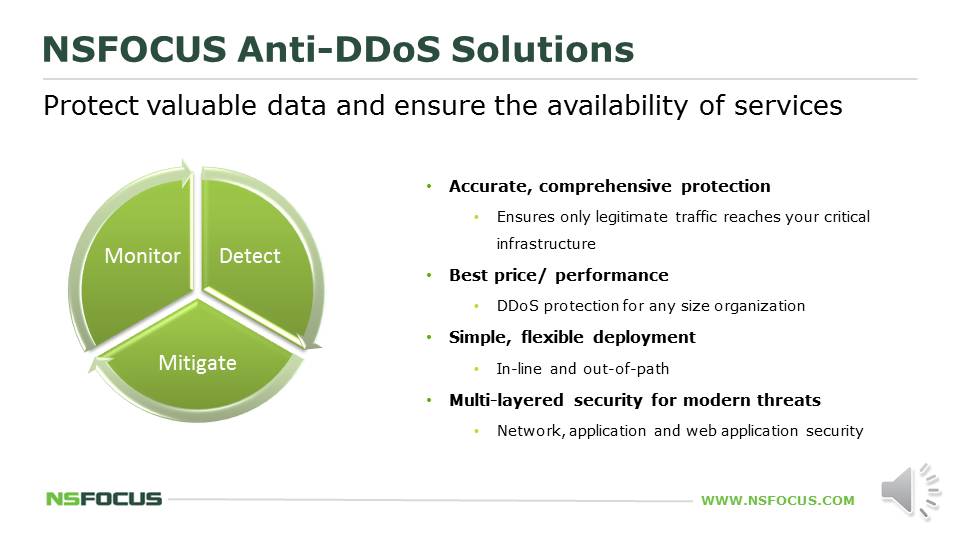 NSFOCUS Anti-DDoS Solutions
Protect valuable data and ensure the availability of services
Monitor
Detect
Mitigate
• Accurate, comprehensive protection
• Ensures only legitimate traffic reaches your critical
infrastructure
• Best price/ performance
• DDoS protection for any size organization
• Simple, flexible deployment
• In-line and out-of-path
• Multi-layered security for modern threats
• Network, application and web application security
NSFOCUS
WWW.NSFOCUS.COM